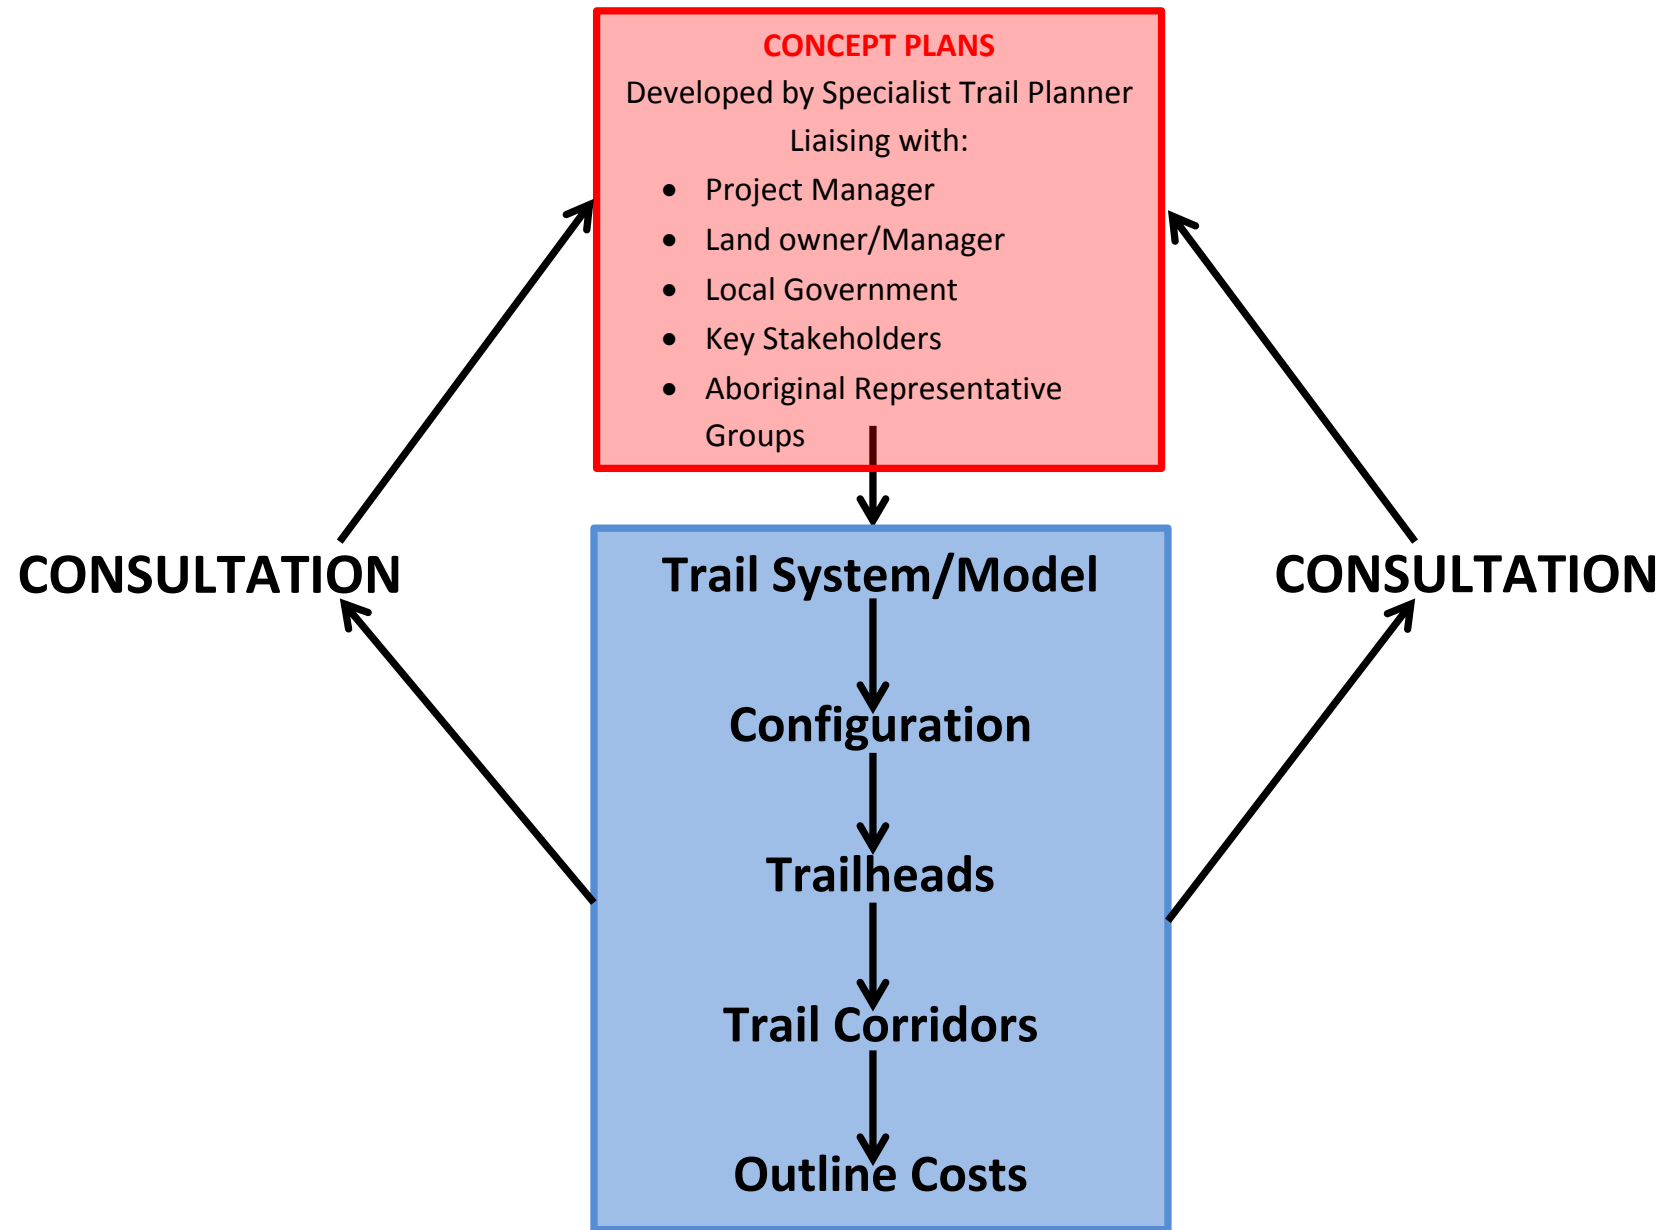 CONCEPT PLANS
Developed by Specialist Trail Planner
Liaising with:
• Project Manager
• Land owner/Manager
• Local Government
• Key Stakeholders
• Aboriginal Representative
Groups
CONSULTATION
Trail System/Model
CONSULTATION
Configuration
Trailheads
Trail Corridors
Outline Costs